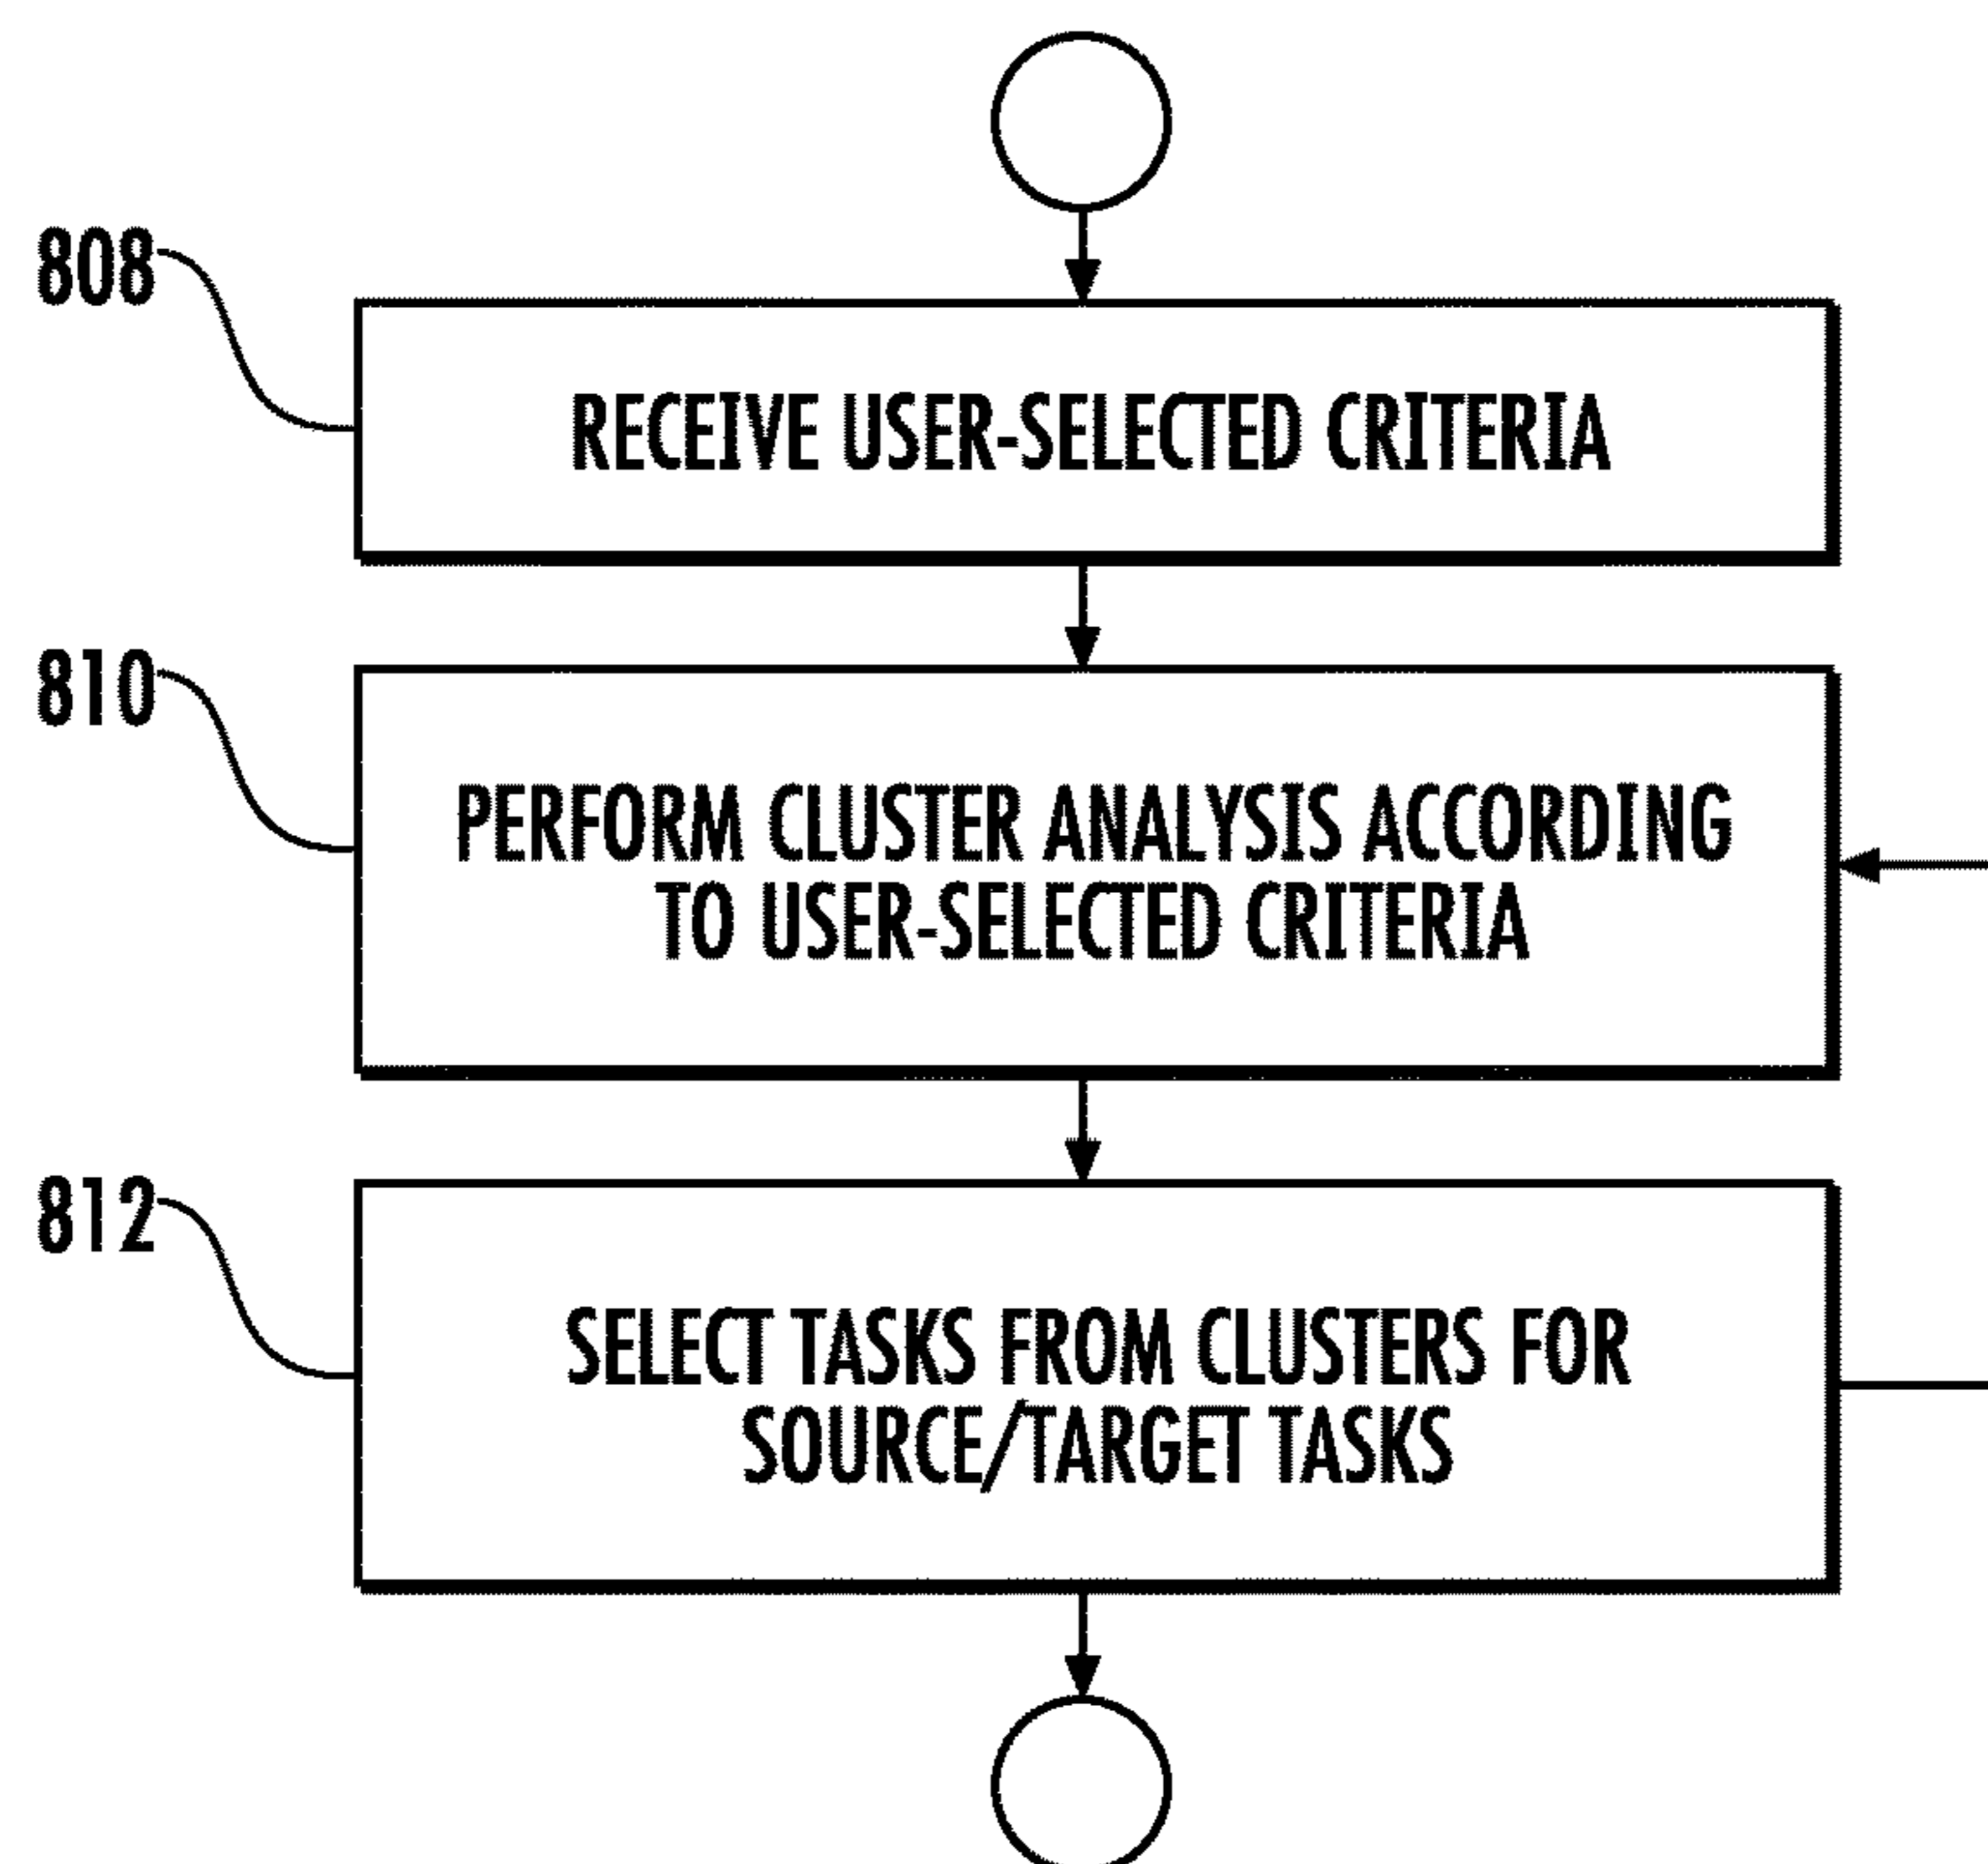 808
RECEIVE USER-SELECTED CRITERIA
810
PERFORM CLUSTER ANALYSIS ACCORDING
TO USER-SELECTED CRITERIA
812
SELECT TASKS FROM CLUSTERS FOR
SOURCE/TARGET TASKS